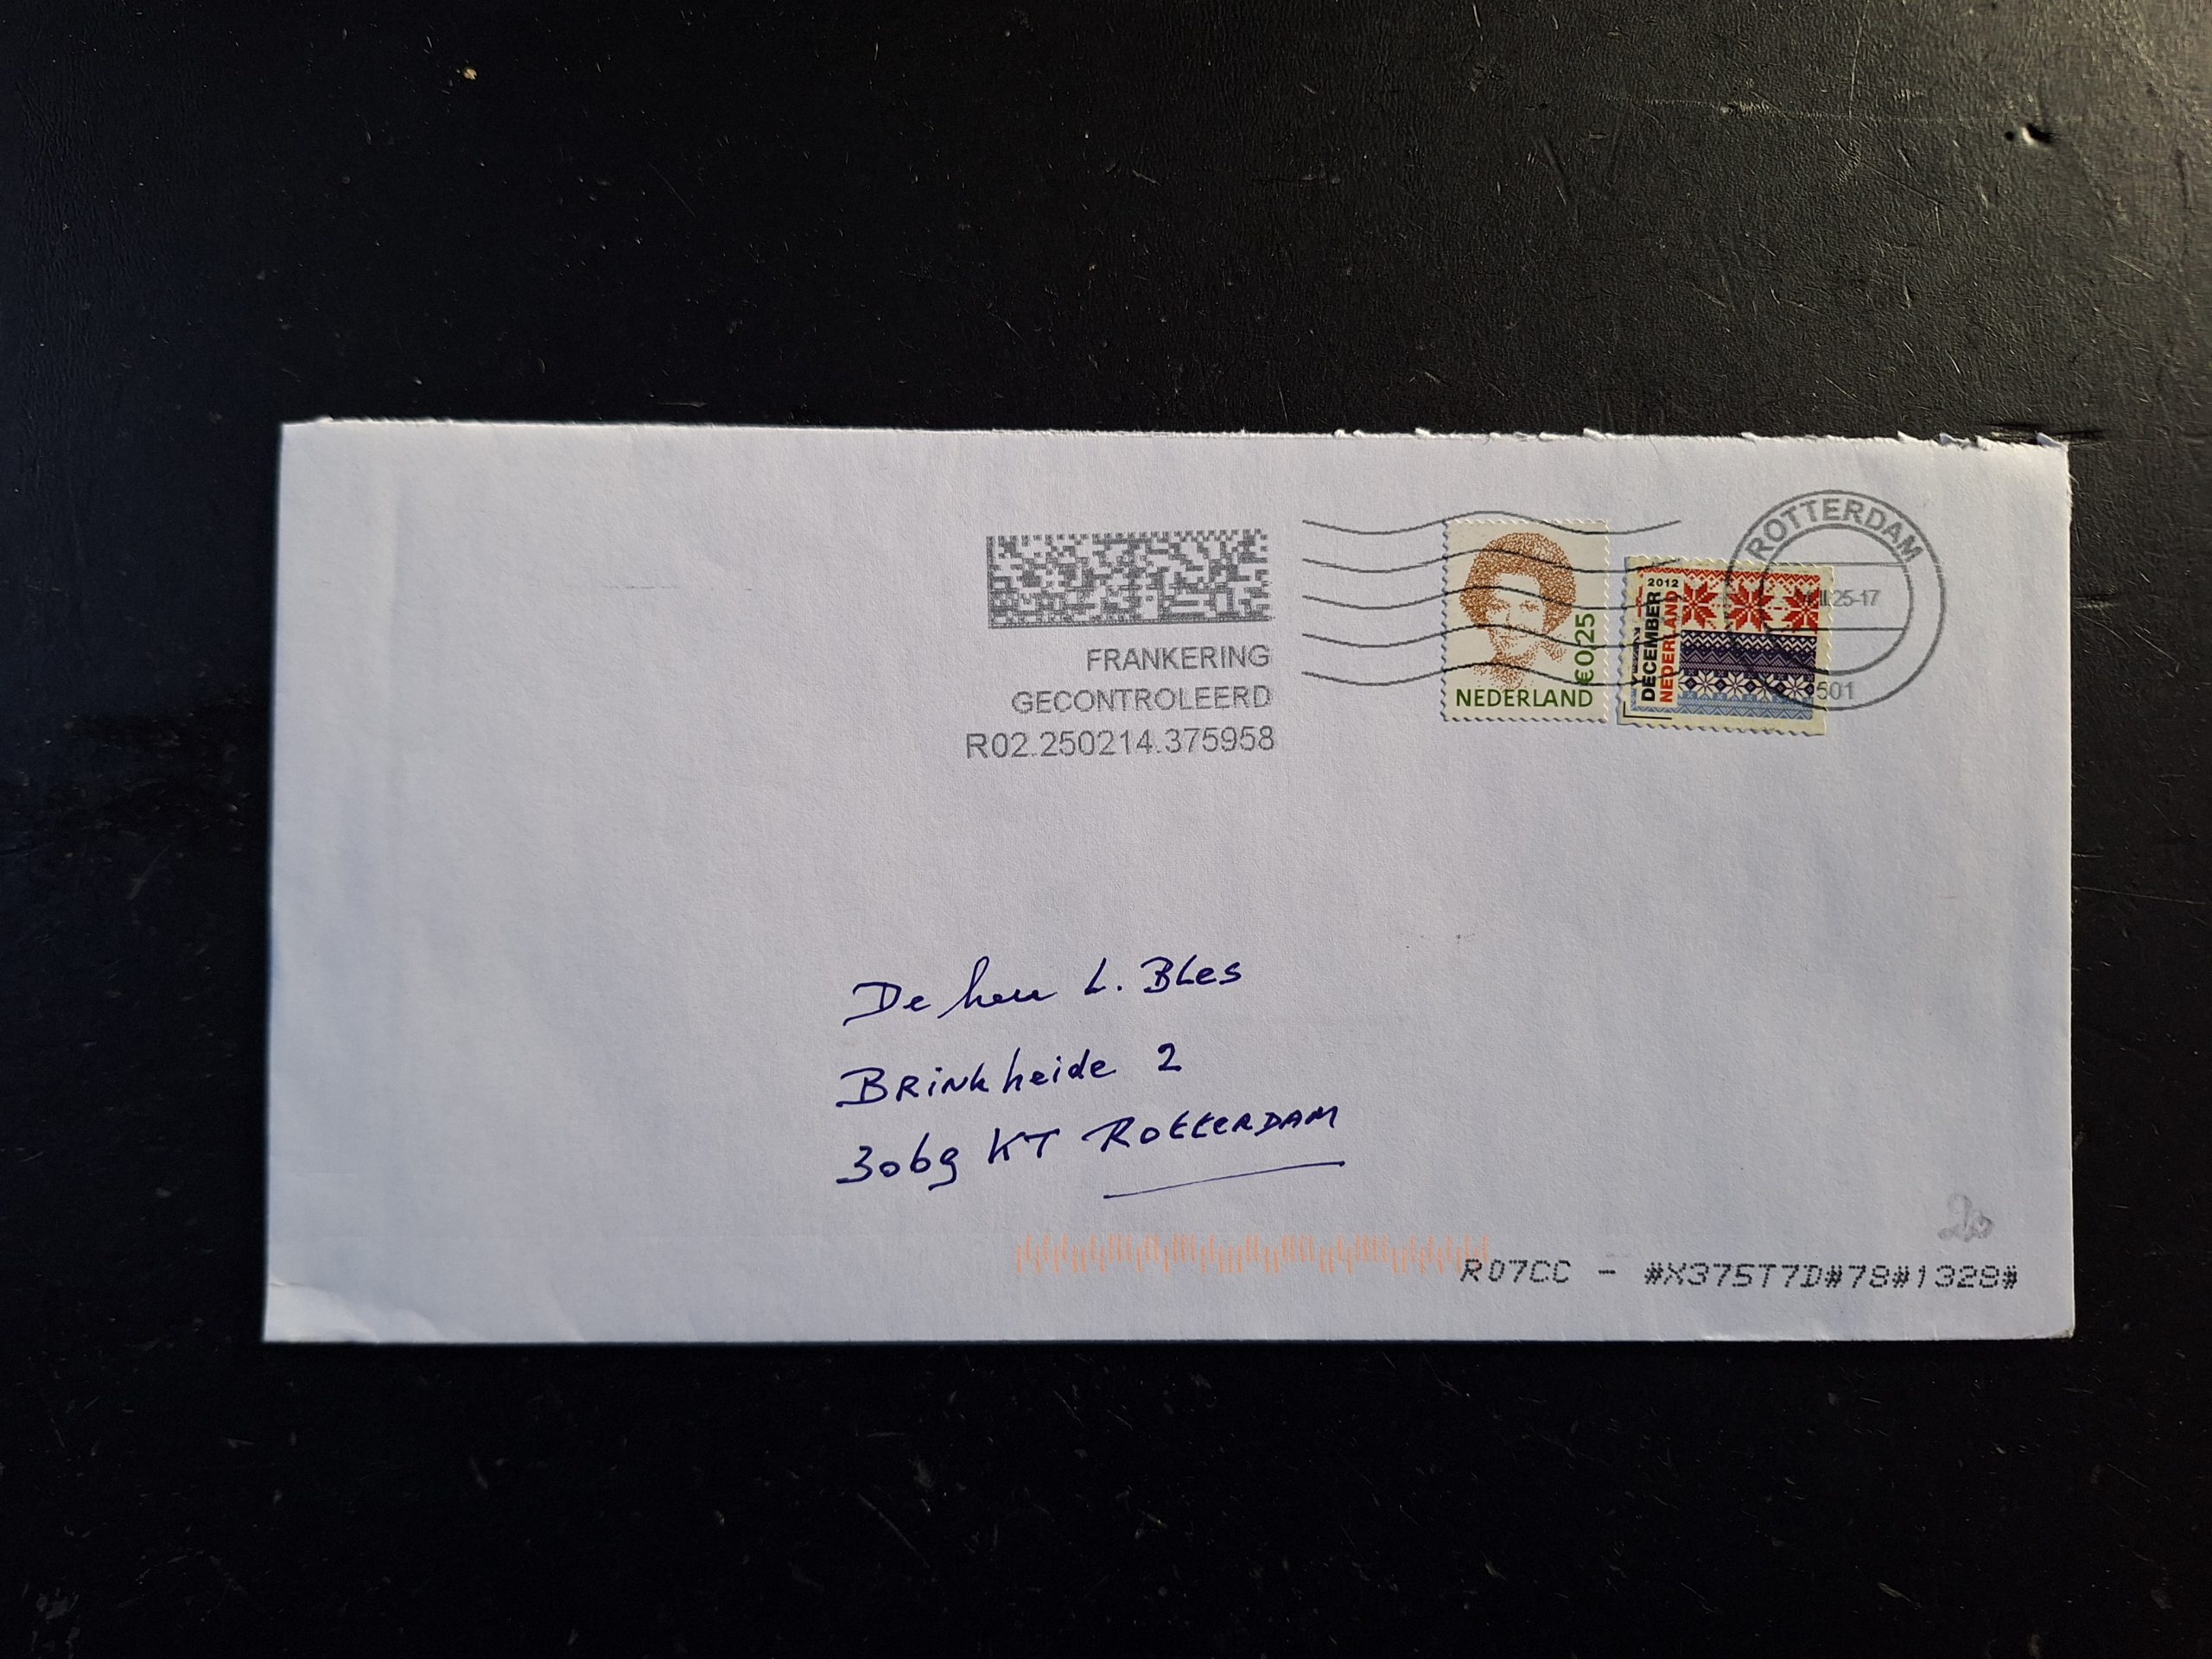 ROTTERDAM
25-17
501
FRANKERING
GECONTROLEERD
R02.250214.375958
€0,25
NEDERLAND
2012
DECEMBER
NEDERLAND
De heer L. BLes
BRiNkheide 2
3069 KT ROttERDAM
R07CC - #X375T7D#78#1328#